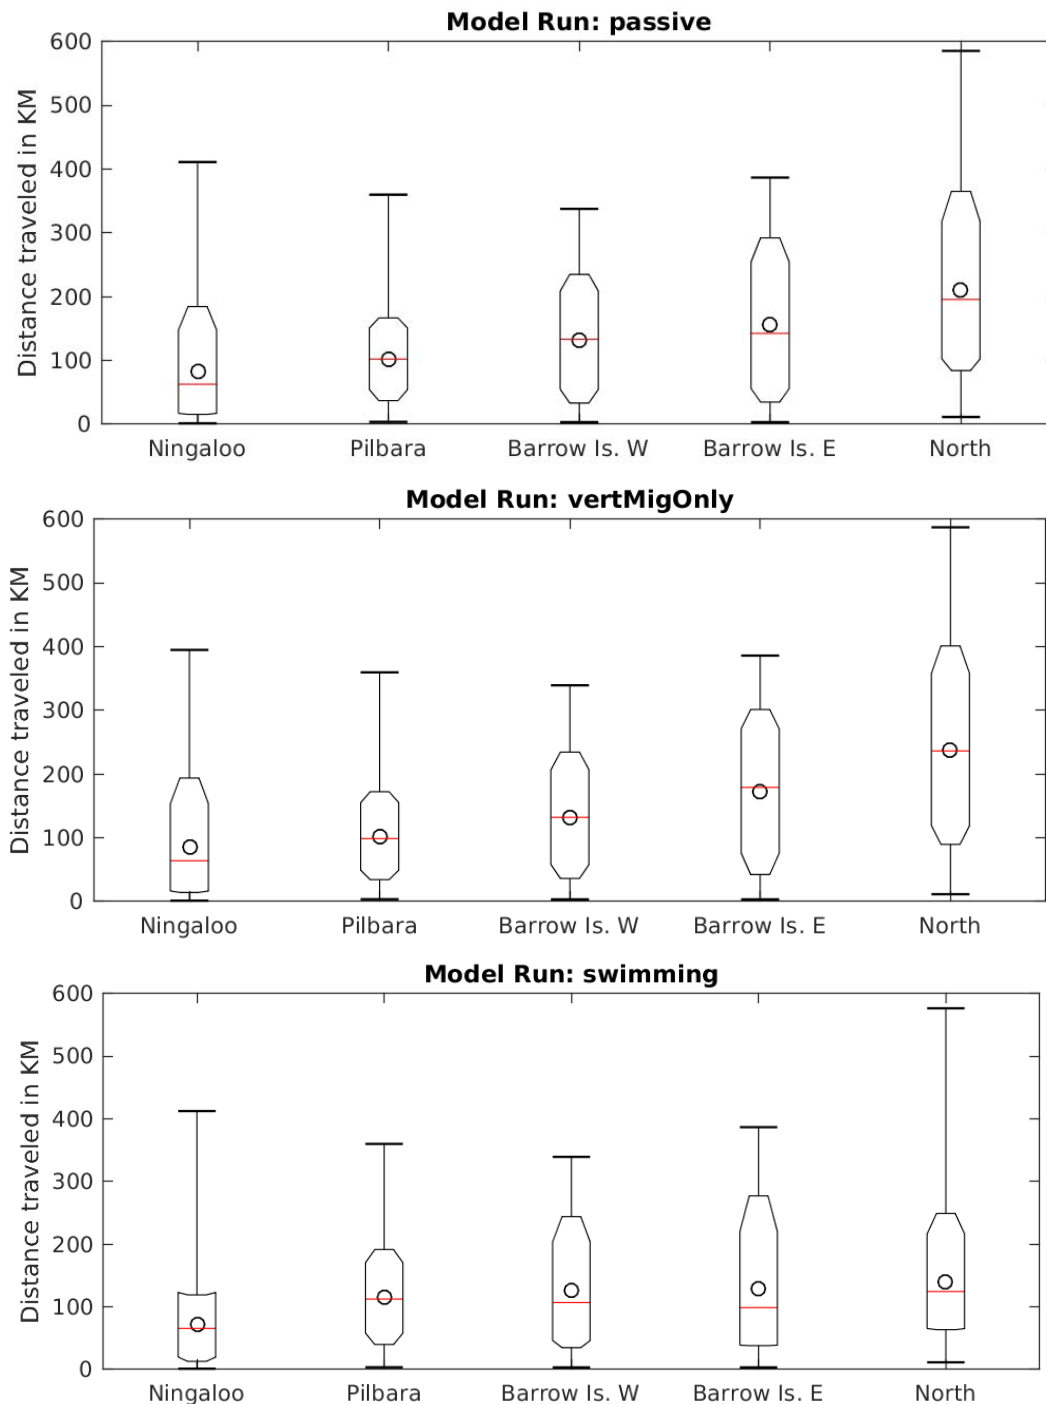 Model Run: passive
600
500
400
300
200
100
0
Distance traveled in KM
Ningaloo Pilbara Barrow Is. W Barrow Is. E North
Model Run: vertMigOnly
600
500
400
300
200
100
0
Distance traveled in KM
Ningaloo Pilbara Barrow Is. W Barrow Is. E North
Model Run: swimming
600
500
400
300
200
100
0
Distance traveled in KM
Ningaloo Pilbara Barrow Is. W Barrow Is. E North